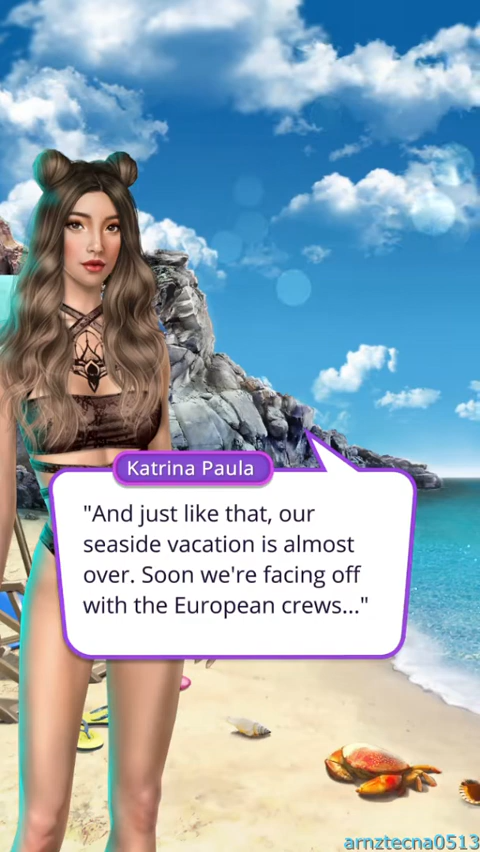 Katrina Paula
"And just like that, our
seaside vacation is almost
over. Soon we're facing off
with the European crews..."
arnztecna0513